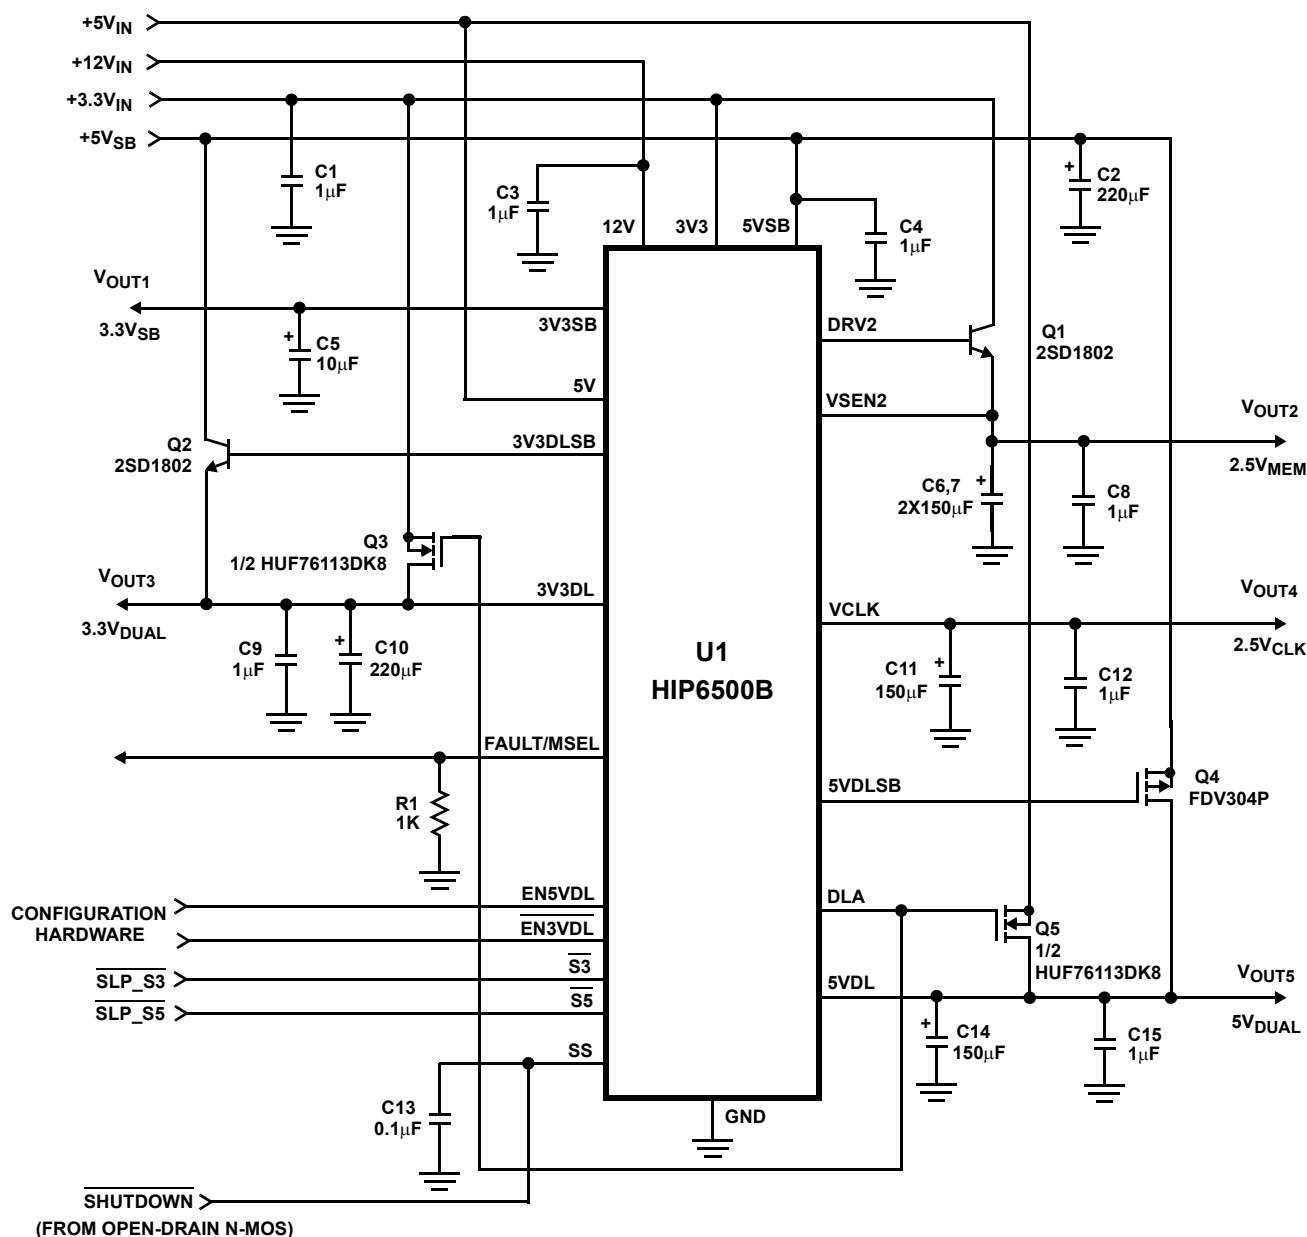 +5VIN
+12VIN
+3.3VIN
+5VSB
C1
1µF
C3
1µF
12V
3V3
5VSB
C4
1µF
+
C2
220µF
VOUT1
3.3VSB
+
C5
10µF
3V3SB
5V
DRV2
Q1
2SD1802
VSEN2
VOUT2
2.5VMEM
Q2
2SD1802
3V3DLSB
C6,7
+
2X150µF
C8
1µF
Q3
1/2 HUF76113DK8
VOUT3
3.3VDUAL
3V3DL
C9
1µF
+
C10
220µF
U1
HIP6500B
VCLK
VOUT4
2.5VCLK
C11
+
150µF
C12
1µF
FAULT/MSEL
R1
1K
5VDLSB
Q4
FDV304P
CONFIGURATION
HARDWARE
EN5VDL
EN3VDL
SLP_S3
S3
SLP_S5
S5
DLA
Q5
1/2
HUF76113DK8
5VDL
VOUT5
5VDUAL
+
C14
150µF
C15
1µF
SS
C13
0.1µF
GND
SHUTDOWN
(FROM OPEN-DRAIN N-MOS)